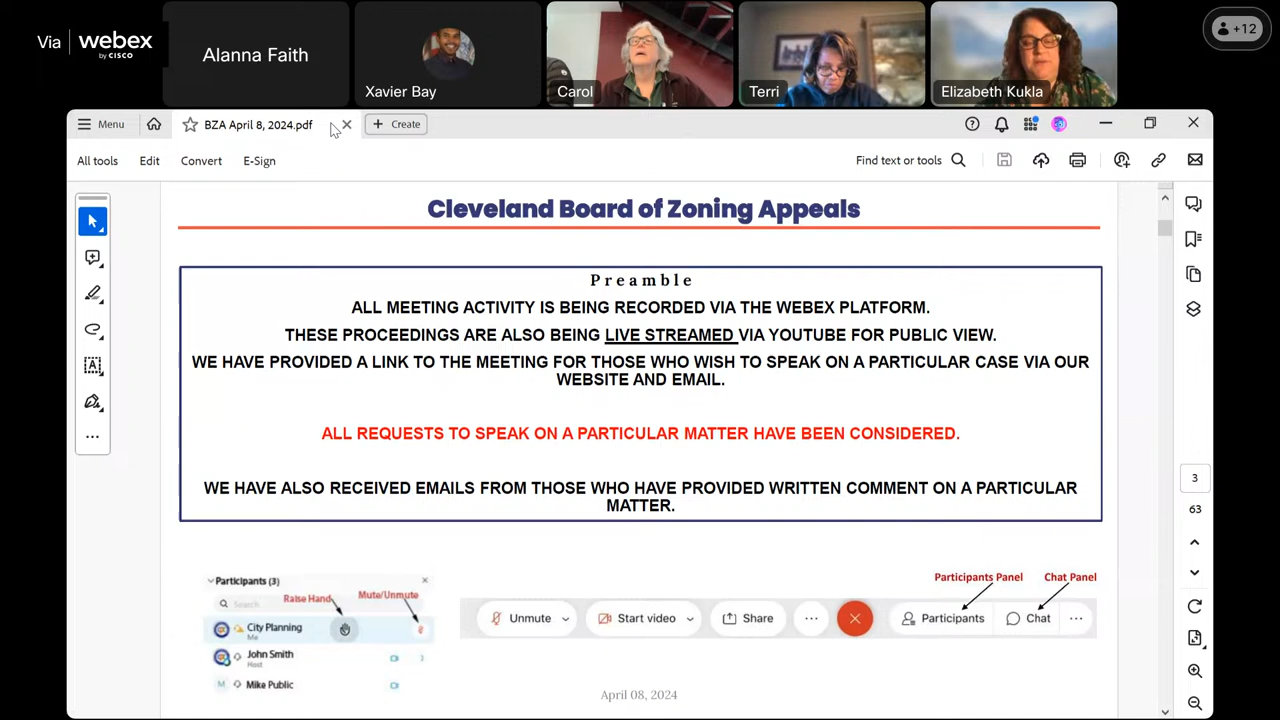 Via webex
by CISCO
Alanna Faith
Xavier Bay
Carol
Terri
Elizabeth Kukla
+12
Menu
BZA April 8, 2024.pdf
Create
All tools
Edit
Convert
E-Sign
Find text or tools
Cleveland Board of Zoning Appeals
Preamble
ALL MEETING ACTIVITY IS BEING RECORDED VIA THE WEBEX PLATFORM.
THESE PROCEEDINGS ARE ALSO BEING LIVE STREAMED VIA YOUTUBE FOR PUBLIC VIEW.
WE HAVE PROVIDED A LINK TO THE MEETING FOR THOSE WHO WISH TO SPEAK ON A PARTICULAR CASE VIA OUR
WEBSITE AND EMAIL.
ALL REQUESTS TO SPEAK ON A PARTICULAR MATTER HAVE BEEN CONSIDERED.
WE HAVE ALSO RECEIVED EMAILS FROM THOSE WHO HAVE PROVIDED WRITTEN COMMENT ON A PARTICULAR
MATTER.
3
63
Participants (3)
Search
Raise Hand
Mute/Unmute
City Planning
Me
John Smith
Host
M Mike Public
Participants Panel
Chat Panel
Unmute
Start video
Share
Participants
Chat
April 08, 2024